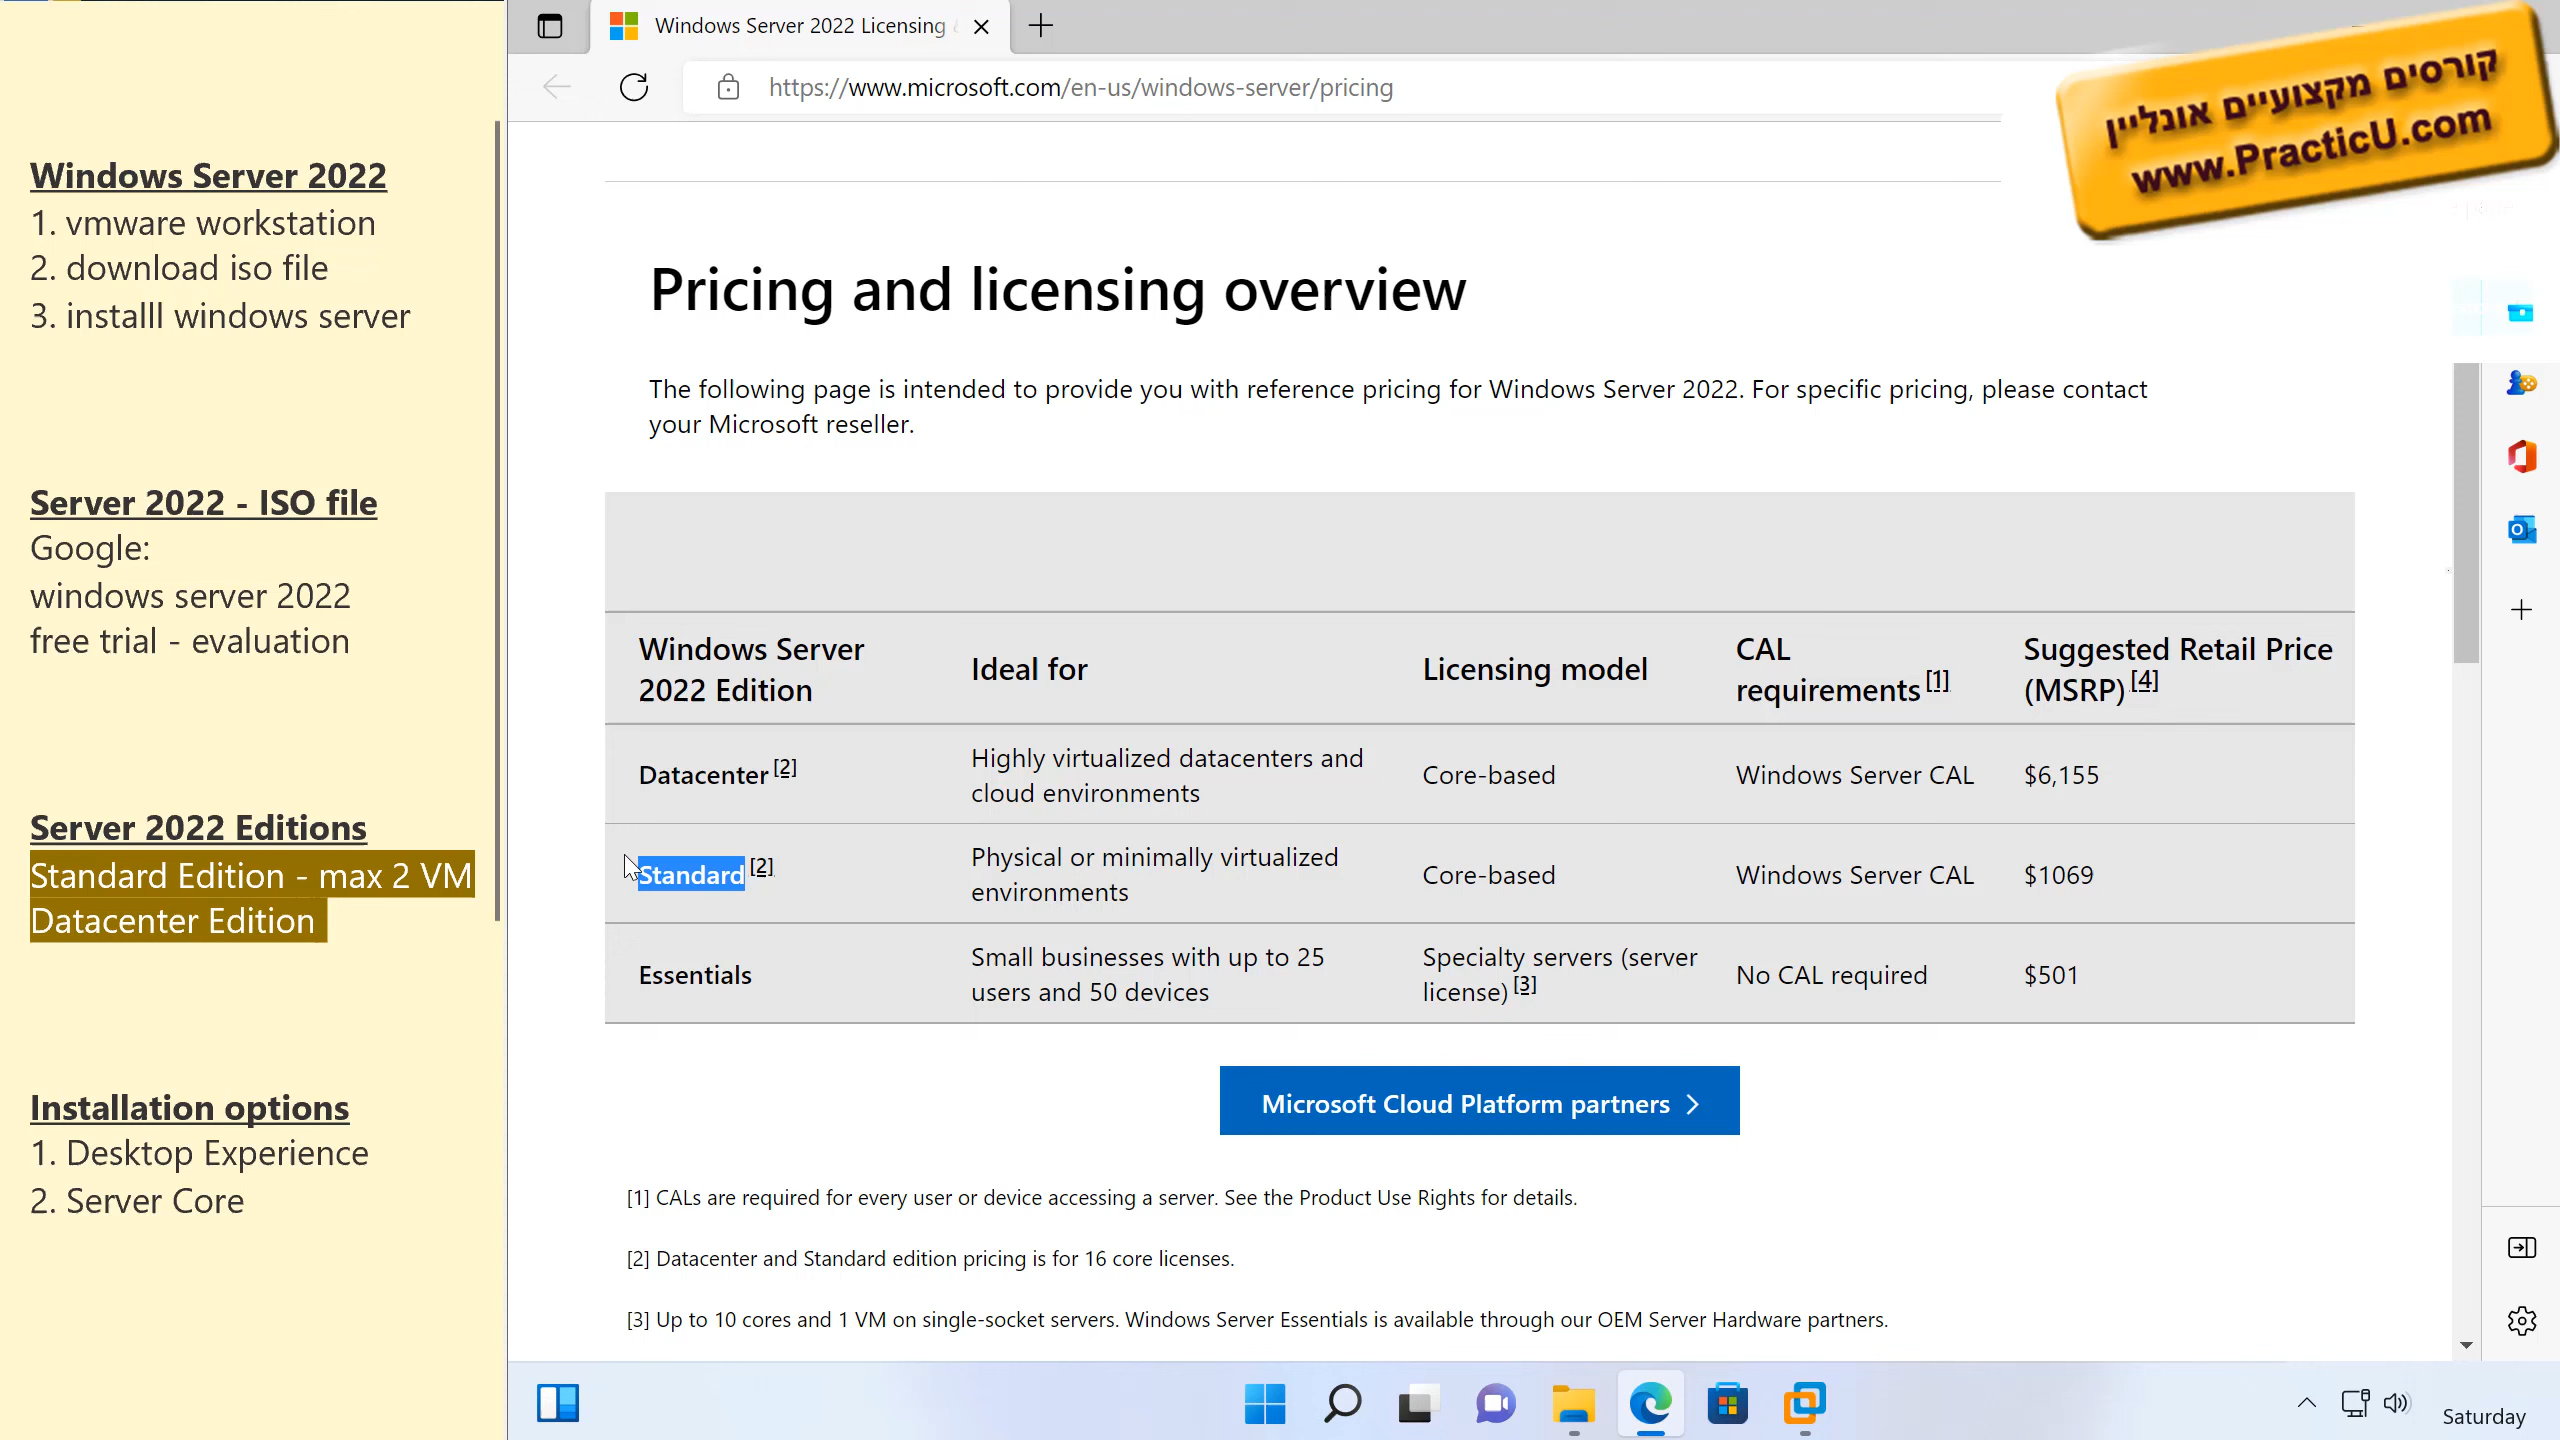 Windows Server 2022
1. vmware workstation
2. download iso file
3. installl windows server
Server 2022 - ISO file
Google:
windows server 2022
free trial - evaluation
Server 2022 Editions
Standard Edition - max 2 VM
Datacenter Edition
Installation options
1. Desktop Experience
2. Server Core
Windows Server 2022 Licensing
https://www.microsoft.com/en-us/windows-server/pricing
קורסים מקצועיים אונליין
www.PracticU.com
Pricing and licensing overview
The following page is intended to provide you with reference pricing for Windows Server 2022. For specific pricing, please contact
your Microsoft reseller.
Windows Server
2022 Edition
Ideal for
Licensing model
CAL
requirements [1]
Suggested Retail Price
(MSRP) [4]
Datacenter [2]
Highly virtualized datacenters and
cloud environments
Core-based
Windows Server CAL
$6,155
Standard [2]
Physical or minimally virtualized
environments
Core-based
Windows Server CAL
$1069
Essentials
Small businesses with up to 25
users and 50 devices
Specialty servers (server
license) [3]
No CAL required
$501
Microsoft Cloud Platform partners
[1] CALs are required for every user or device accessing a server. See the Product Use Rights for details.
[2] Datacenter and Standard edition pricing is for 16 core licenses.
[3] Up to 10 cores and 1 VM on single-socket servers. Windows Server Essentials is available through our OEM Server Hardware partners.
Saturday